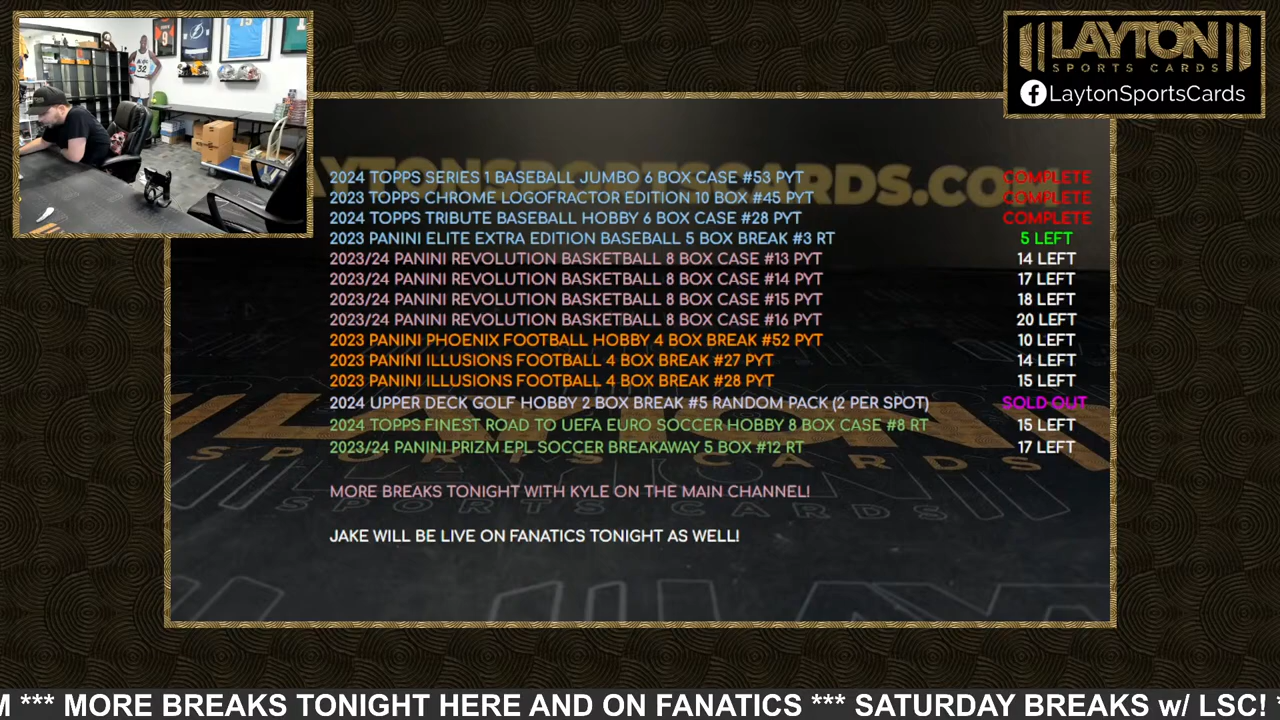 LAYTON
SPORTS CARDS
LaytonSportsCards
2024 TOPPS SERIES 1 BASEBALL JUMBO 6 BOX CASE #53 PYT COMPLETE
2023 TOPPS CHROME LOGOFRACTOR EDITION 10 BOX #45 PYT COMPLETE
2024 TOPPS TRIBUTE BASEBALL HOBBY 6 BOX CASE #28 PYT COMPLETE
2023 PANINI ELITE EXTRA EDITION BASEBALL 5 BOX BREAK #3 RT 5 LEFT
2023/24 PANINI REVOLUTION BASKETBALL 8 BOX CASE #13 PYT 14 LEFT
2023/24 PANINI REVOLUTION BASKETBALL 8 BOX CASE #14 PYT 17 LEFT
2023/24 PANINI REVOLUTION BASKETBALL 8 BOX CASE #15 PYT 18 LEFT
2023/24 PANINI REVOLUTION BASKETBALL 8 BOX CASE #16 PYT 20 LEFT
2023 PANINI PHOENIX FOOTBALL HOBBY 4 BOX BREAK #52 PYT 10 LEFT
2023 PANINI ILLUSIONS FOOTBALL 4 BOX BREAK #27 PYT 14 LEFT
2023 PANINI ILLUSIONS FOOTBALL 4 BOX BREAK #28 PYT 15 LEFT
2024 UPPER DECK GOLF HOBBY 2 BOX BREAK #5 RANDOM PACK (2 PER SPOT) SOLD OUT
2024 TOPPS FINEST ROAD TO UEFA EURO SOCCER HOBBY 8 BOX CASE #8 RT 15 LEFT
2023/24 PANINI PRIZM EPL SOCCER BREAKAWAY 5 BOX #12 RT 17 LEFT
MORE BREAKS TONIGHT WITH KYLE ON THE MAIN CHANNEL!
JAKE WILL BE LIVE ON FANATICS TONIGHT AS WELL!
M *** MORE BREAKS TONIGHT HERE AND ON FANATICS *** SATURDAY BREAKS w/ LSC! *